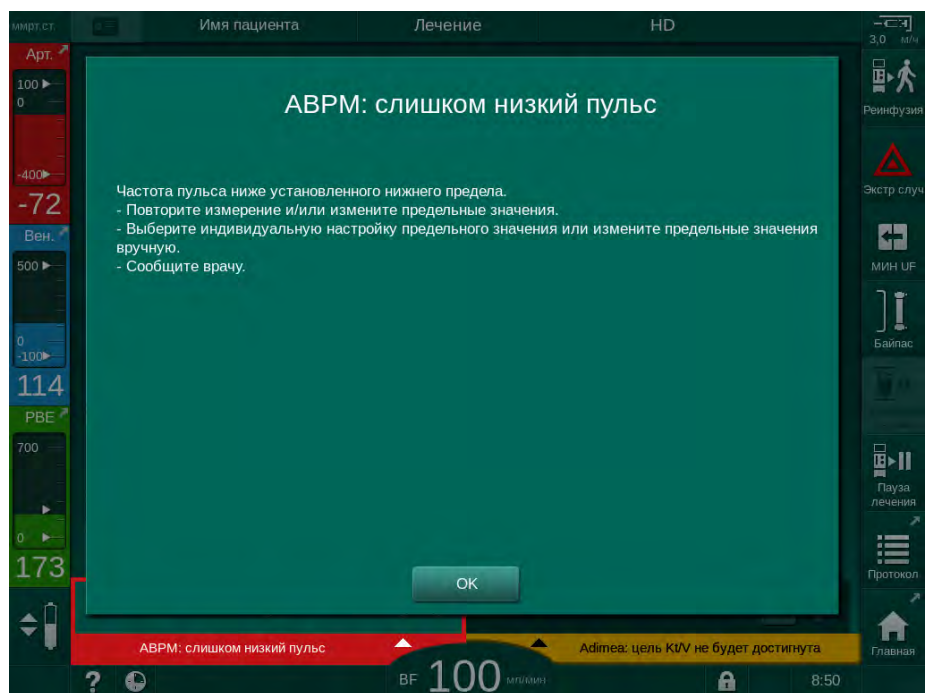 ммрт.ст.
Имя пациента
Лечение
HD
3,0 м/ч
Арт.
100
0
-400
-72
Вен.
500
0
-100
114
PBE
700
0
173
ABPM: слишком низкий пульс
Частота пульса ниже установленного нижнего предела.
- Повторите измерение и/или измените предельные значения.
- Выберите индивидуальную настройку предельного значения или измените предельные значения
вручную.
- Сообщите врачу.
OK
Реинфузия
Экстр случ
МИН UF
Байпас
Пауза
лечения
Протокол
Главная
ABPM: слишком низкий пульс
Adimea: цель Kt/V не будет достигнута
?
BF 100 мл/мин
8:50